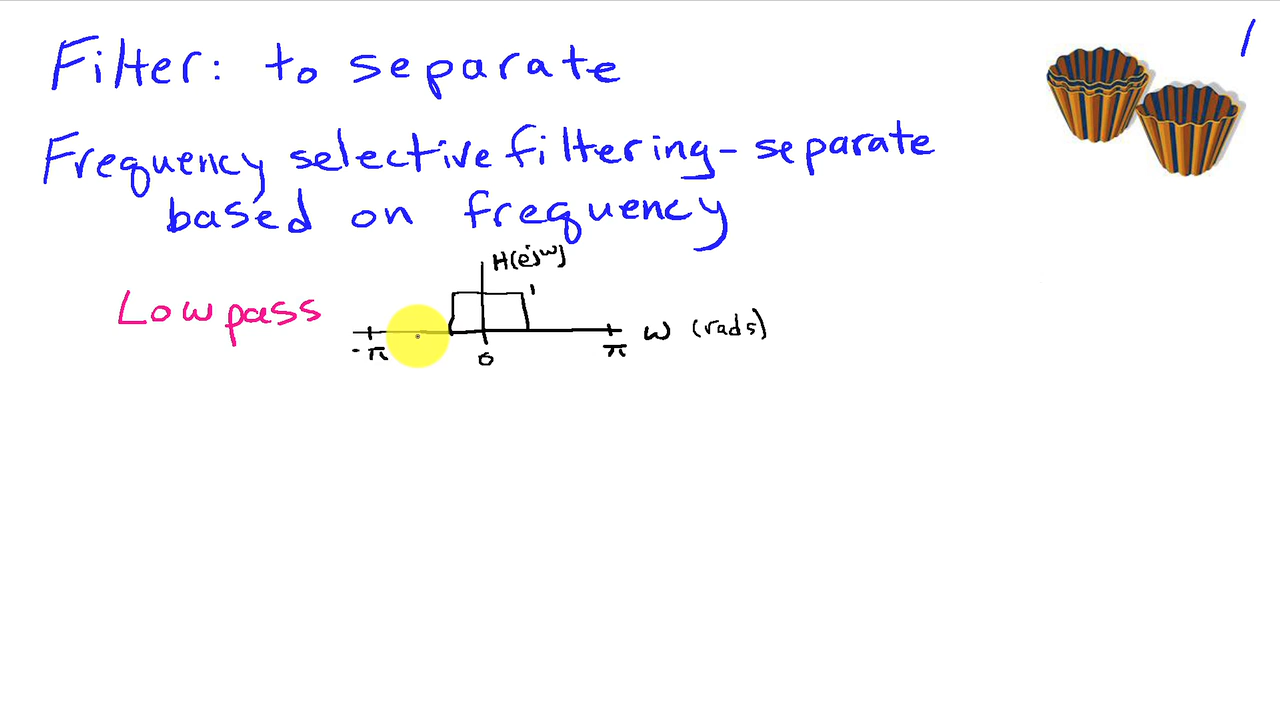 Filter: to separate
1
Frequency selective filtering - separate
based on frequency
H(e^jω)
Lowpass
1
ω (rads)
-π
0
π